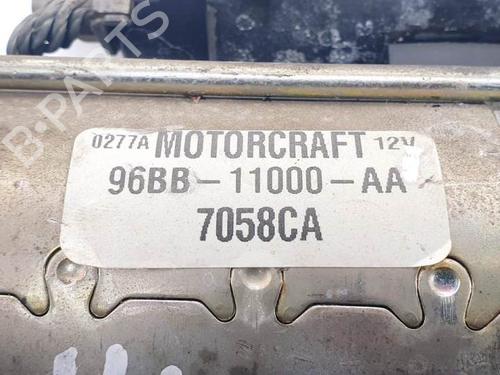 B-PARTS
0277A MOTORCRAFT 12V
96BB-11000-AA
7058CA